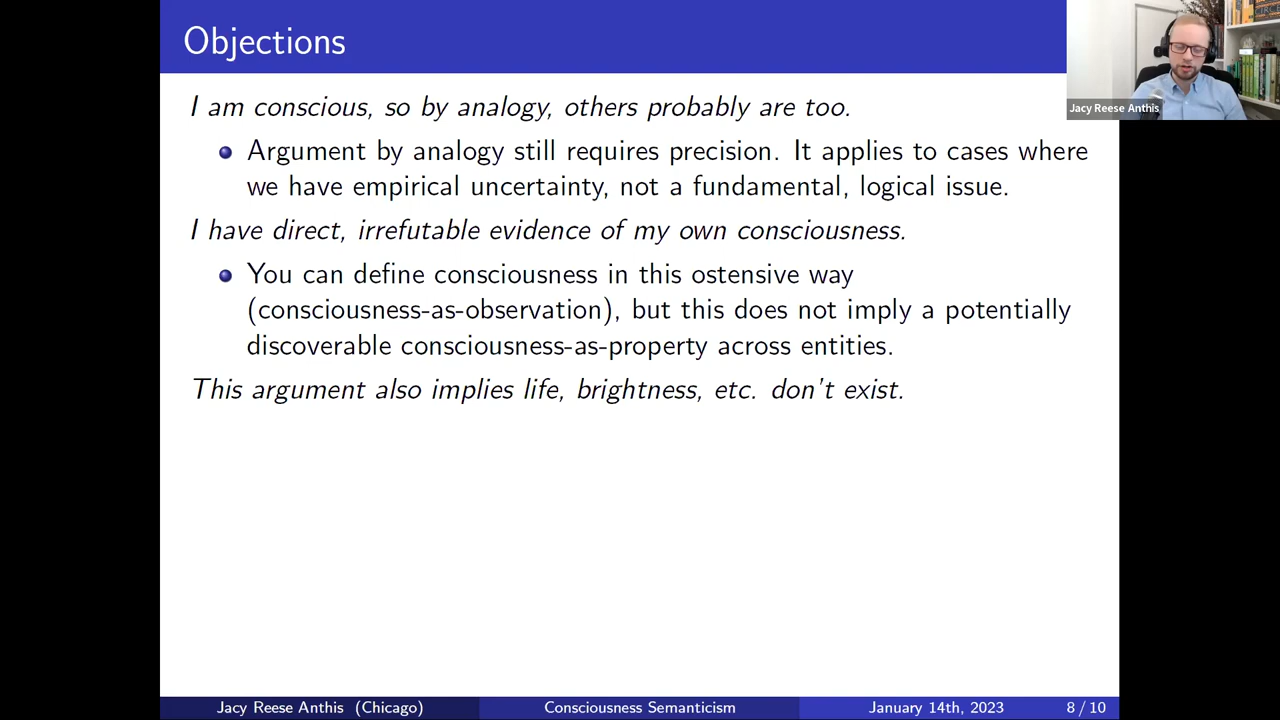 Objections
Jacy Reese Anthis
I am conscious, so by analogy, others probably are too.
Argument by analogy still requires precision. It applies to cases where
we have empirical uncertainty, not a fundamental, logical issue.
I have direct, irrefutable evidence of my own consciousness.
You can define consciousness in this ostensive way
(consciousness-as-observation), but this does not imply a potentially
discoverable consciousness-as-property across entities.
This argument also implies life, brightness, etc. don't exist.
Jacy Reese Anthis (Chicago)
Consciousness Semanticism
January 14th, 2023
8 / 10